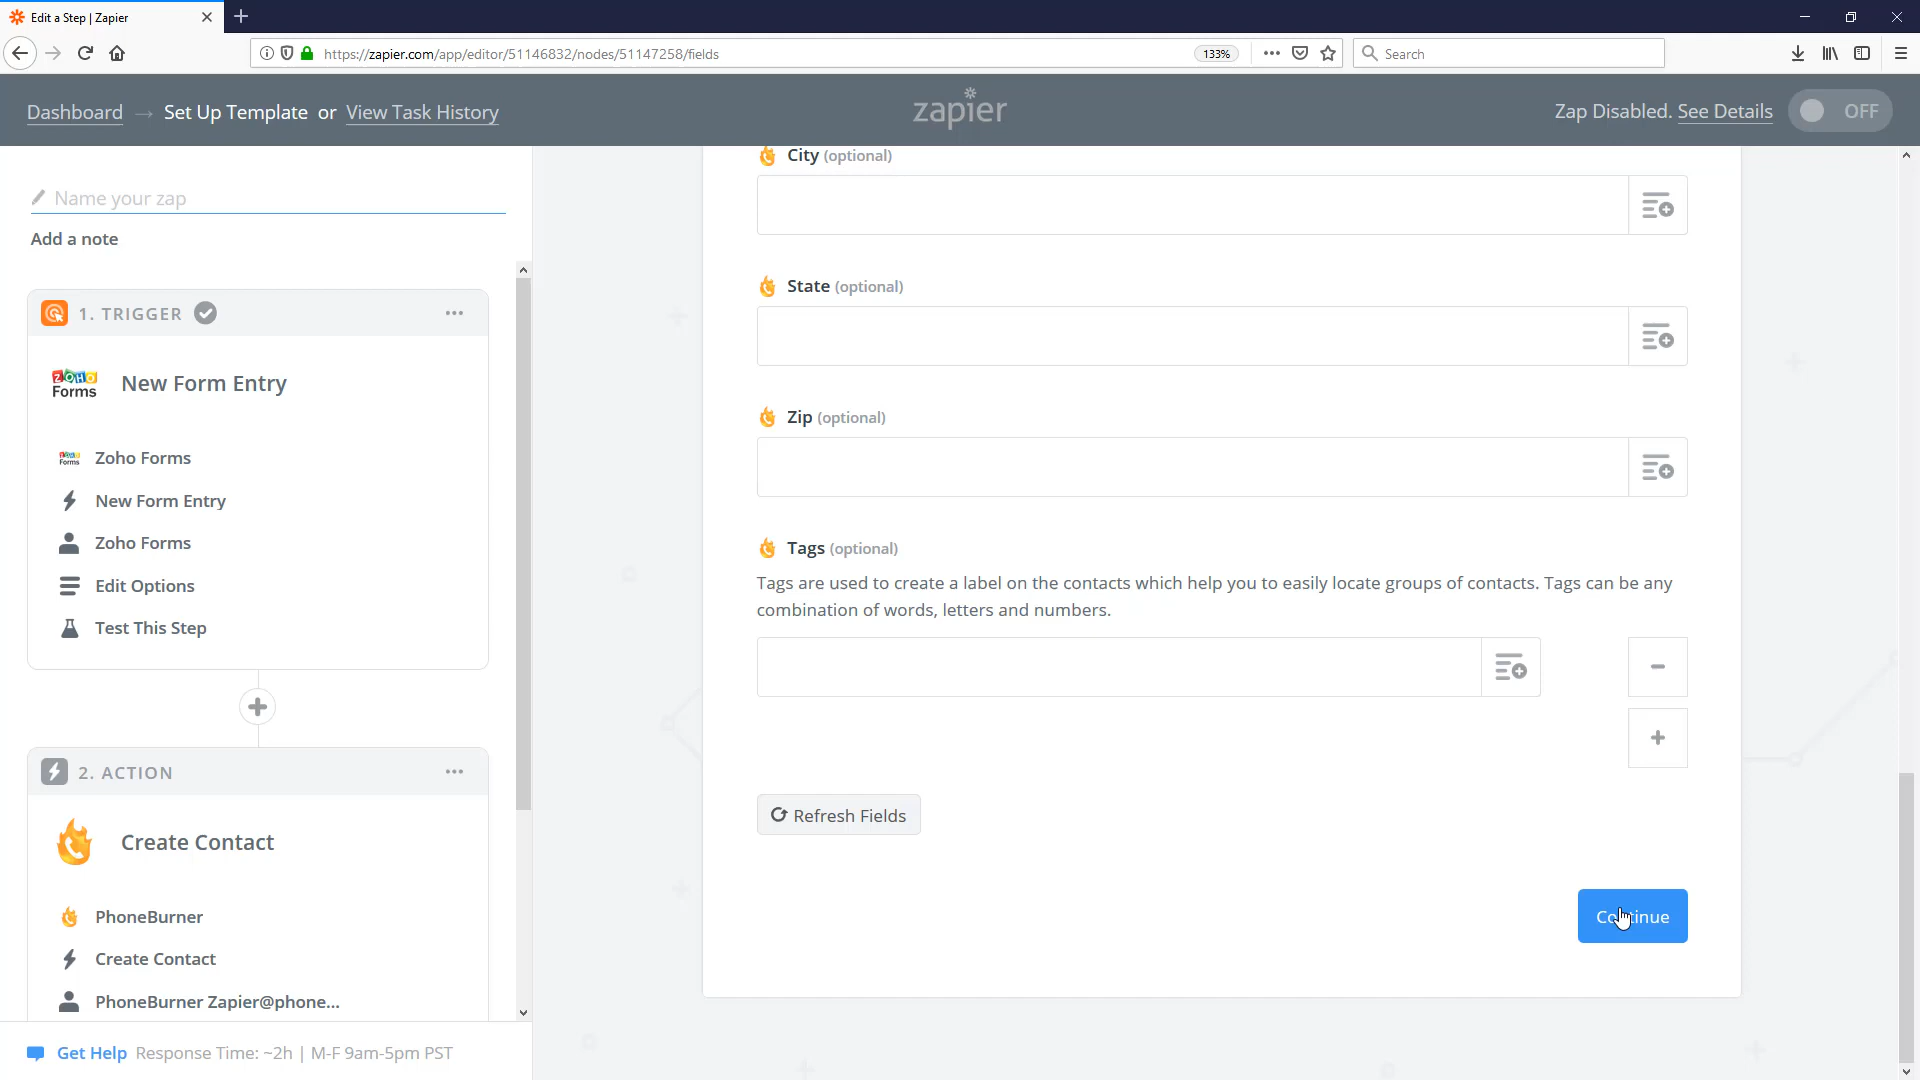 Edit a Step | Zapier
https://zapier.com/app/editor/51146832/nodes/51147258/fields
133%
Search
Dashboard → Set Up Template or View Task History
zapier
Zap Disabled. See Details
OFF
Name your zap
Add a note
1. TRIGGER
ZOHO
Forms
New Form Entry
Zoho Forms
New Form Entry
Zoho Forms
Edit Options
Test This Step
2. ACTION
Create Contact
PhoneBurner
Create Contact
PhoneBurner Zapier@phone...
Get Help Response Time: ~2h | M-F 9am-5pm PST
City (optional)
State (optional)
Zip (optional)
Tags (optional)
Tags are used to create a label on the contacts which help you to easily locate groups of contacts. Tags can be any
combination of words, letters and numbers.
Refresh Fields
Continue